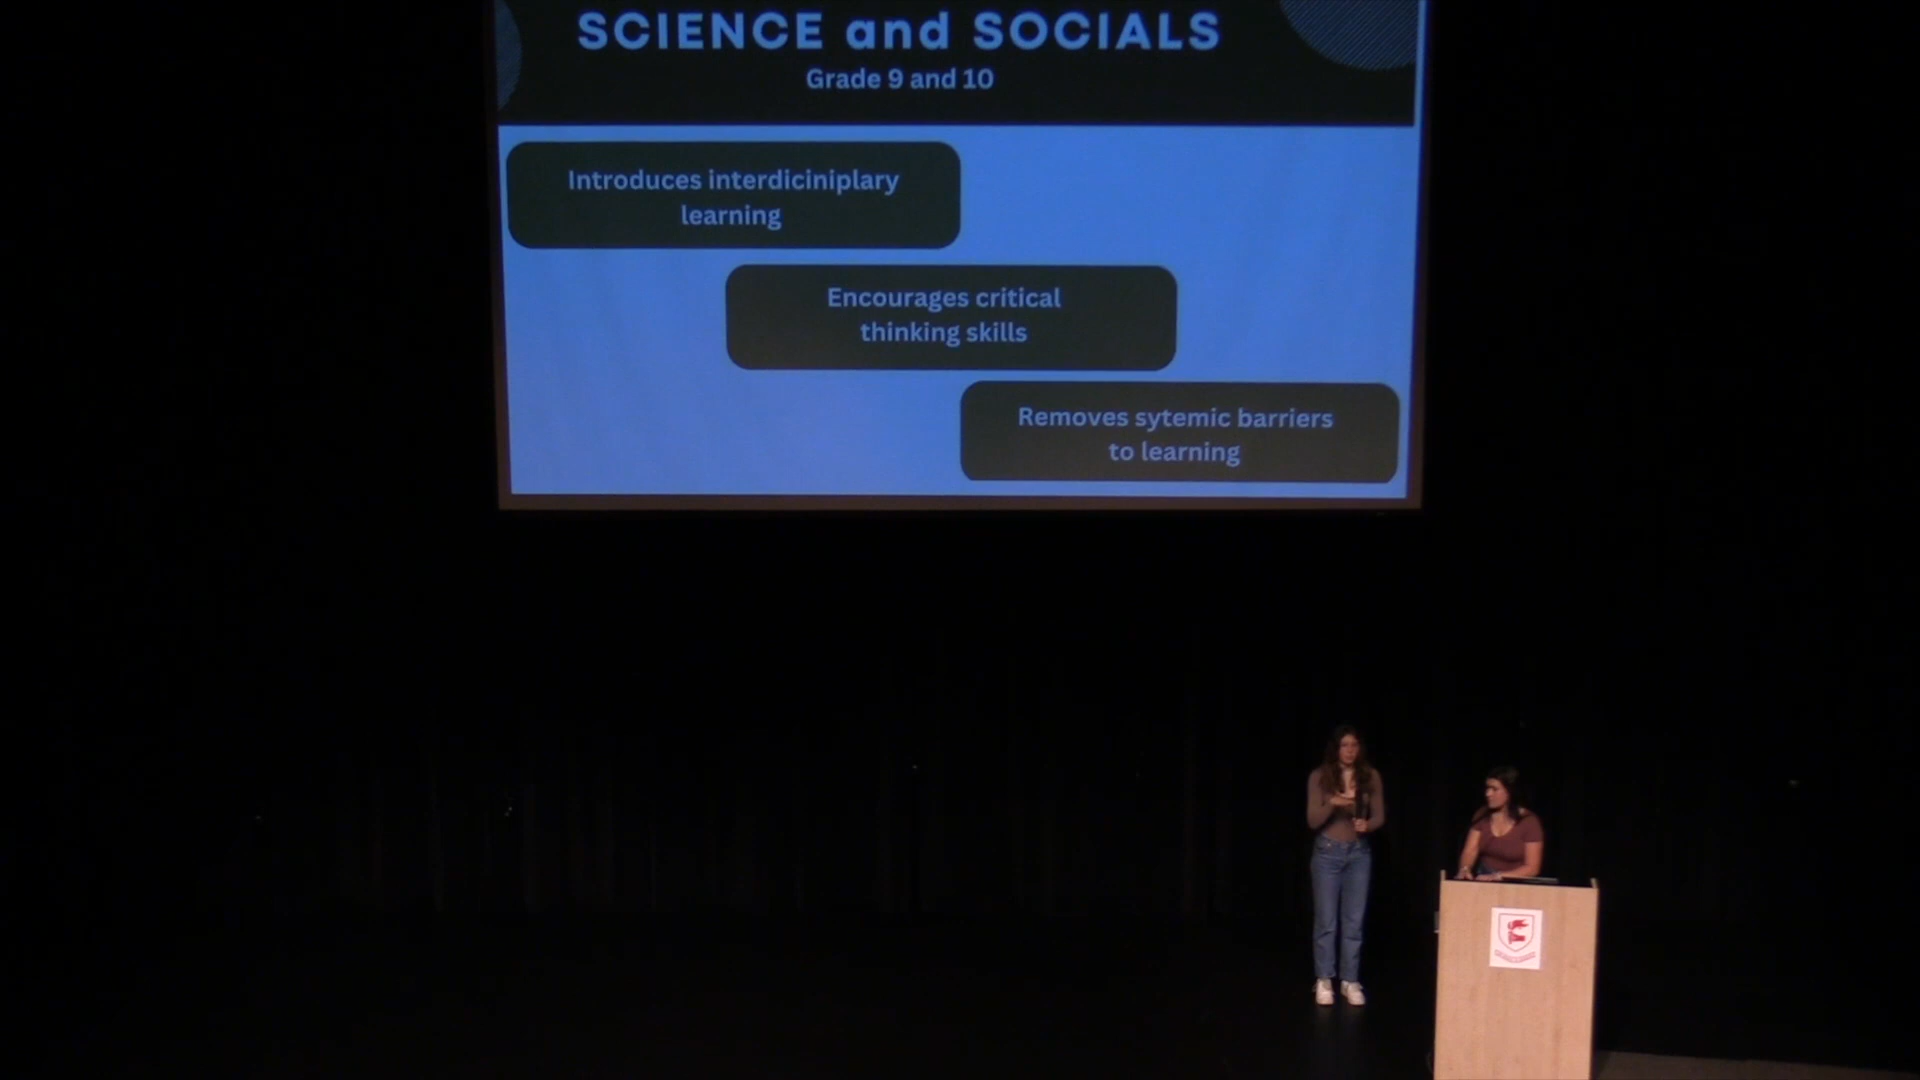 SCIENCE and SOCIALS
Grade 9 and 10
Introduces interdiciniplary
learning
Encourages critical
thinking skills
Removes sytemic barriers
to learning